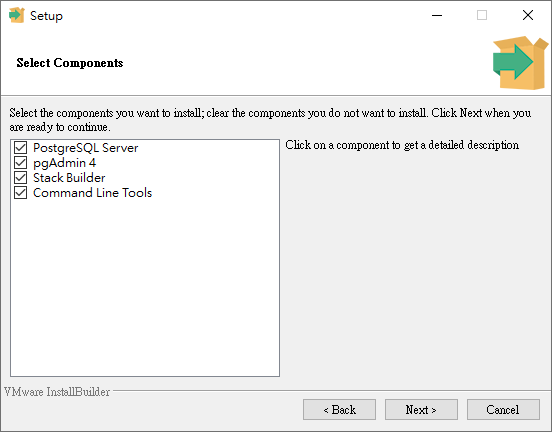 Setup
Select Components
Select the components you want to install; clear the components you do not want to install. Click Next when you
are ready to continue.
PostgreSQL Server
pgAdmin 4
Stack Builder
Command Line Tools
Click on a component to get a detailed description
VMware InstallBuilder
< Back
Next >
Cancel